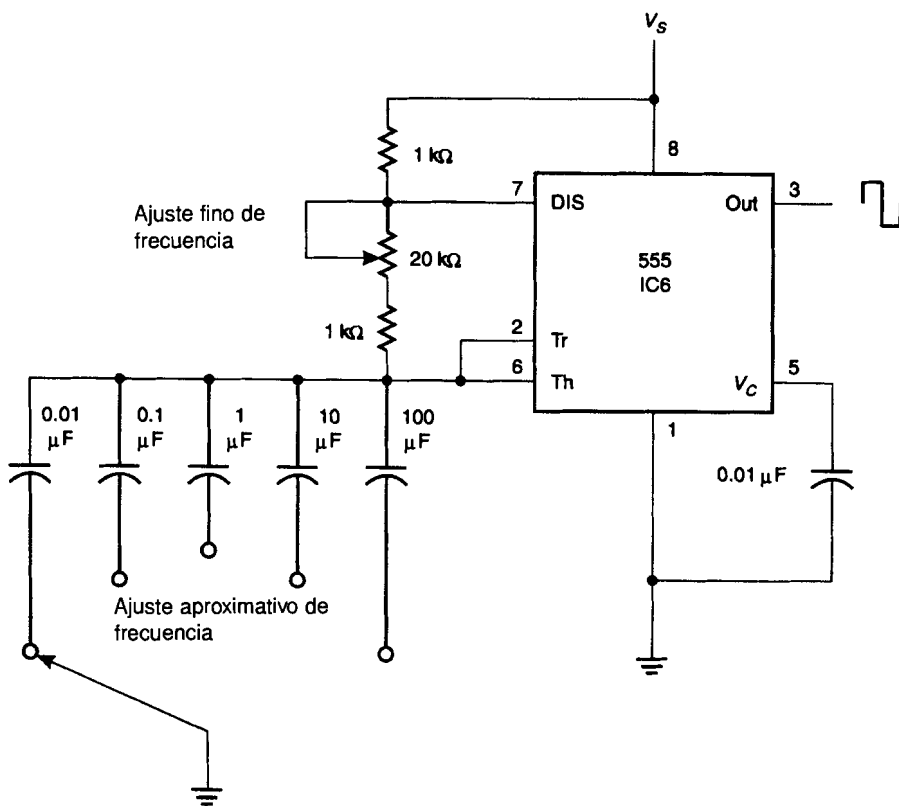 V_S
1 kΩ
8
7
DIS
Out
3
Ajuste fino de
frecuencia
20 kΩ
555
IC6
1 kΩ
2
Tr
6
Th
5
V_C
0.01
μF
0.1
μF
1
μF
10
μF
100
μF
1
0.01 μF
Ajuste aproximativo de
frecuencia